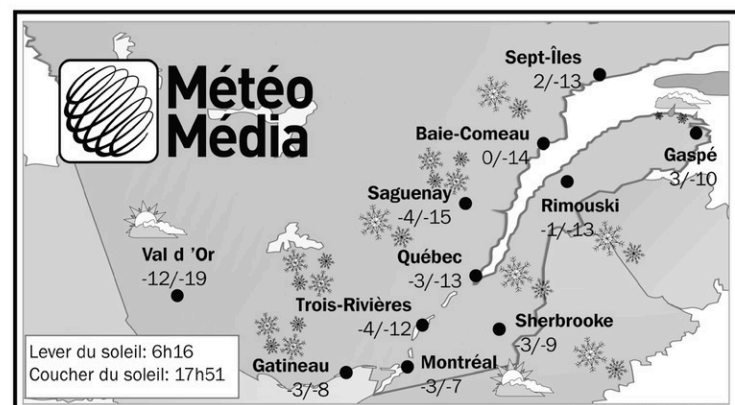 Météo
Média
Sept-Îles
2/-13
Baie-Comeau
0/-14
Gaspé
3/-10
Saguenay
-4/-15
Rimouski
-1/-13
Val d 'Or
-12/-19
Québec
-3/-13
Trois-Rivières
-4/-12
Sherbrooke
-3/-9
Gatineau
-3/-8
Montréal
-3/-7
Lever du soleil: 6h16
Coucher du soleil: 17h51